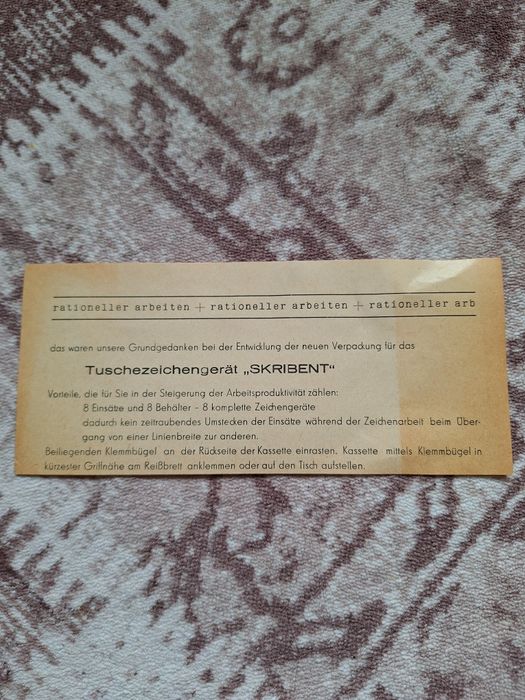 rationeller arbeiten + rationeller arbeiten + rationeller arb
das waren unsere Grundgedanken bei der Entwicklung der neuen Verpackung für das
Tuschezeichengerät „SKRIBENT“
Vorteile, die für Sie in der Steigerung der Arbeitsproduktivität zählen:
8 Einsätze und 8 Behälter - 8 komplette Zeichengeräte
dadurch kein zeitraubendes Umstecken der Einsätze während der Zeichenarbeit beim Über-
gang von einer Linienbreite zur anderen.
Beiliegenden Klemmbügel an der Rückseite der Kassette einrasten. Kassette mittels Klemmbügel in
kürzester Griffnähe am Reißbrett anklemmen oder auf den Tisch aufstellen.